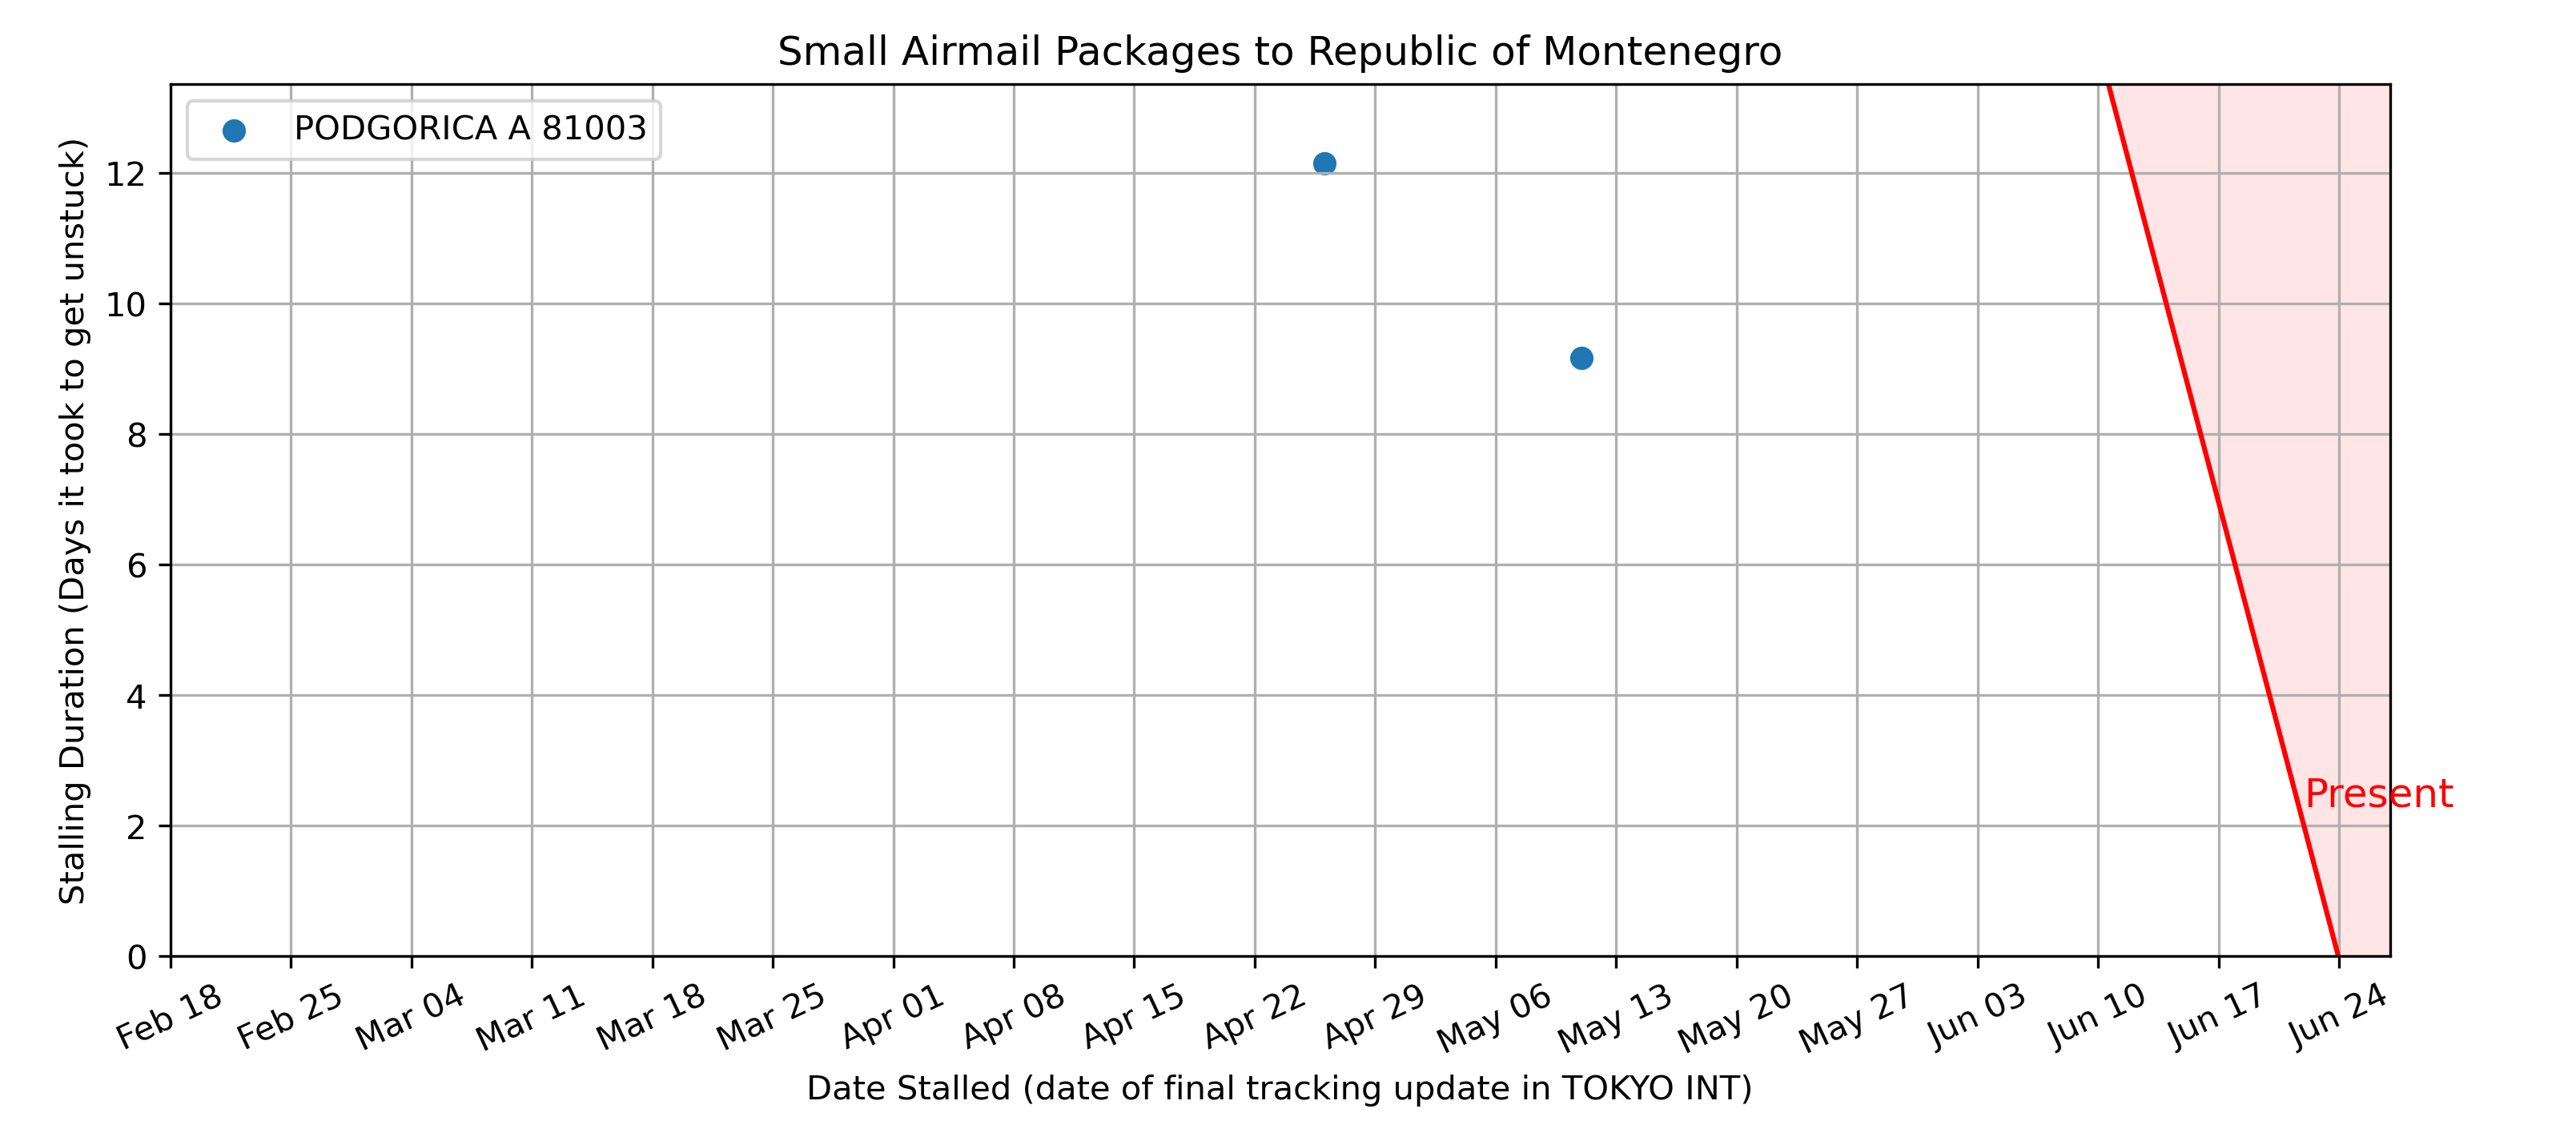 Small Airmail Packages to Republic of Montenegro
PODGORICA A 81003
Stalling Duration (Days it took to get unstuck)
12
10
8
6
4
2
0
Present
Feb 18
Feb 25
Mar 04
Mar 11
Mar 18
Mar 25
Apr 01
Apr 08
Apr 15
Apr 22
Apr 29
May 06
May 13
May 20
May 27
Jun 03
Jun 10
Jun 17
Jun 24
Date Stalled (date of final tracking update in TOKYO INT)